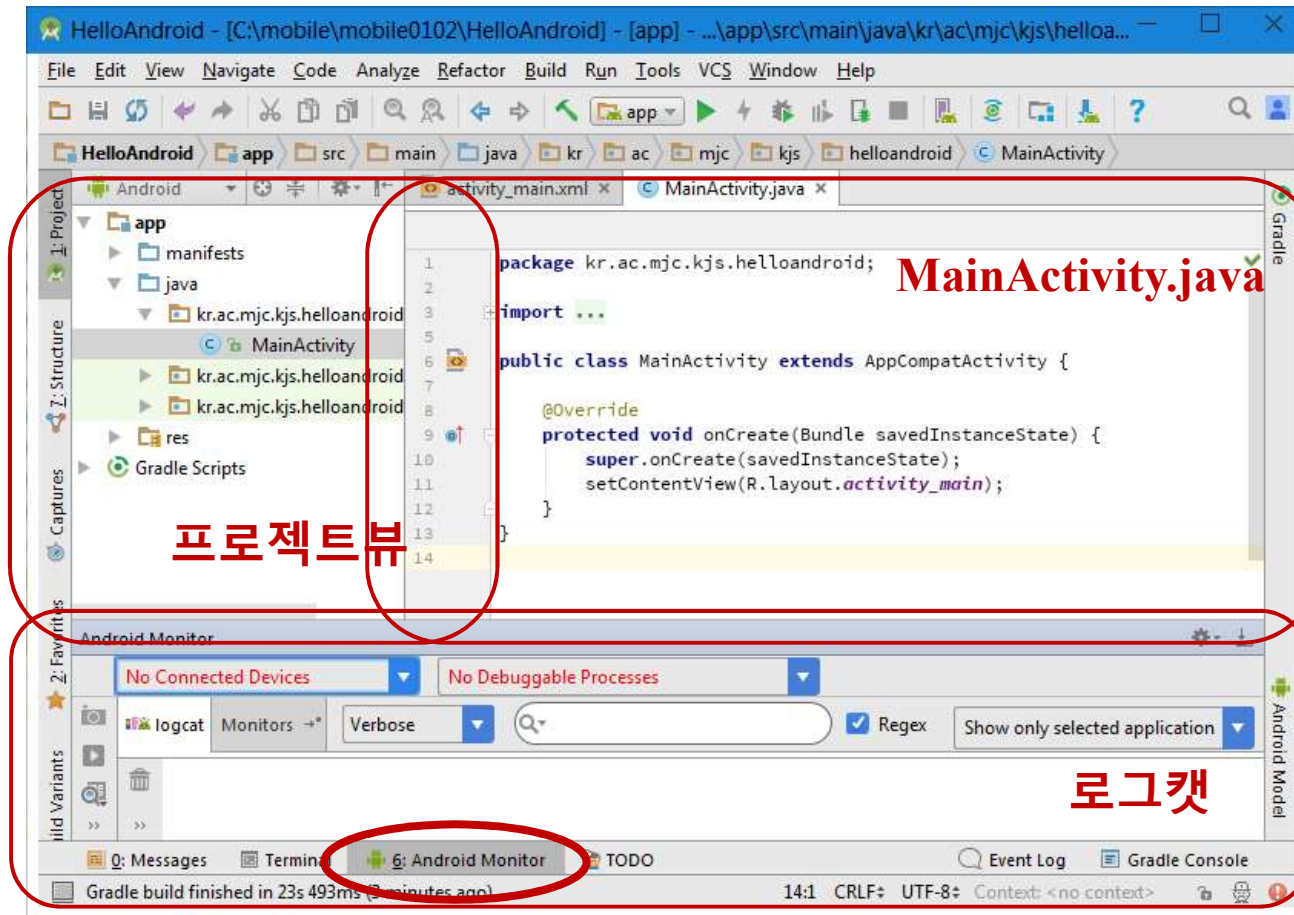 HelloAndroid - [C:\mobile\mobile0102\HelloAndroid] - [app] - ...\app\src\main\java\kr\ac\mjc\kjs\helloa...
File Edit View Navigate Code Analyze Refactor Build Run Tools VCS Window Help
app
HelloAndroid app src main java kr ac mjc kjs helloandroid MainActivity
1: Project
Android
activity_main.xml
MainActivity.java
Gradle
app
manifests
java
kr.ac.mjc.kjs.helloandroid
MainActivity
kr.ac.mjc.kjs.helloandroid
kr.ac.mjc.kjs.helloandroid
res
Gradle Scripts
프로젝트뷰
7: Structure
Captures
MainActivity.java
1 package kr.ac.mjc.kjs.helloandroid;
2
3 import ...
5
6 public class MainActivity extends AppCompatActivity {
7
8 @Override
9 protected void onCreate(Bundle savedInstanceState) {
10 super.onCreate(savedInstanceState);
11 setContentView(R.layout.activity_main);
12 }
13 }
14
2: Favorites
Android Monitor
No Connected Devices No Debuggable Processes
logcat Monitors Verbose Regex Show only selected application
Android Model
로그캣
Variants
0: Messages Terminal 6: Android Monitor TODO Event Log Gradle Console
Gradle build finished in 23s 493ms (3 minutes ago) 14:1 CRLF UTF-8 Context: <no context>